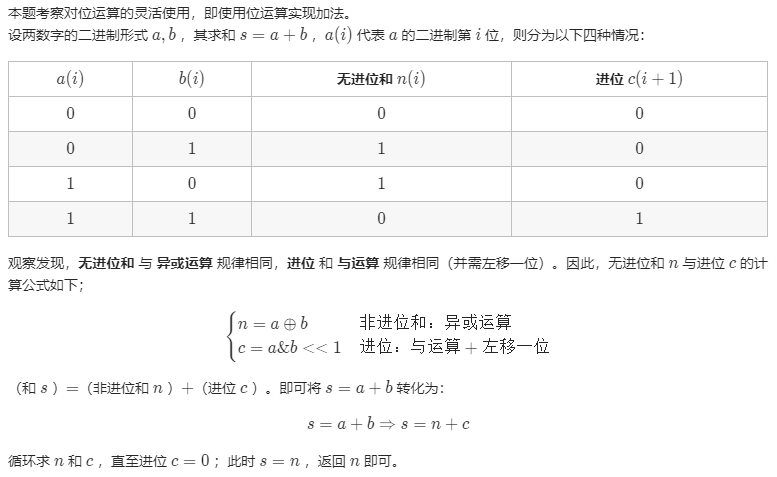 本题考察对位运算的灵活使用，即使用位运算实现加法。
设两数字的二进制形式 a, b ，其求和 s = a + b ，a(i) 代表 a 的二进制第 i 位，则分为以下四种情况：
a(i) b(i) 无进位和 n(i) 进位 c(i + 1)
0 0 0 0
0 1 1 0
1 0 1 0
1 1 0 1
观察发现，无进位和 与 异或运算 规律相同，进位 和 与运算 规律相同（并需左移一位）。因此，无进位和 n 与进位 c 的计
算公式如下；
n = a ⊕ b 非进位和：异或运算
c = a&b << 1 进位：与运算 + 左移一位
（和 s ）=（非进位和 n ）+（进位 c ）。即可将 s = a + b 转化为：
s = a + b ⇒ s = n + c
循环求 n 和 c ，直至进位 c = 0 ；此时 s = n ，返回 n 即可。